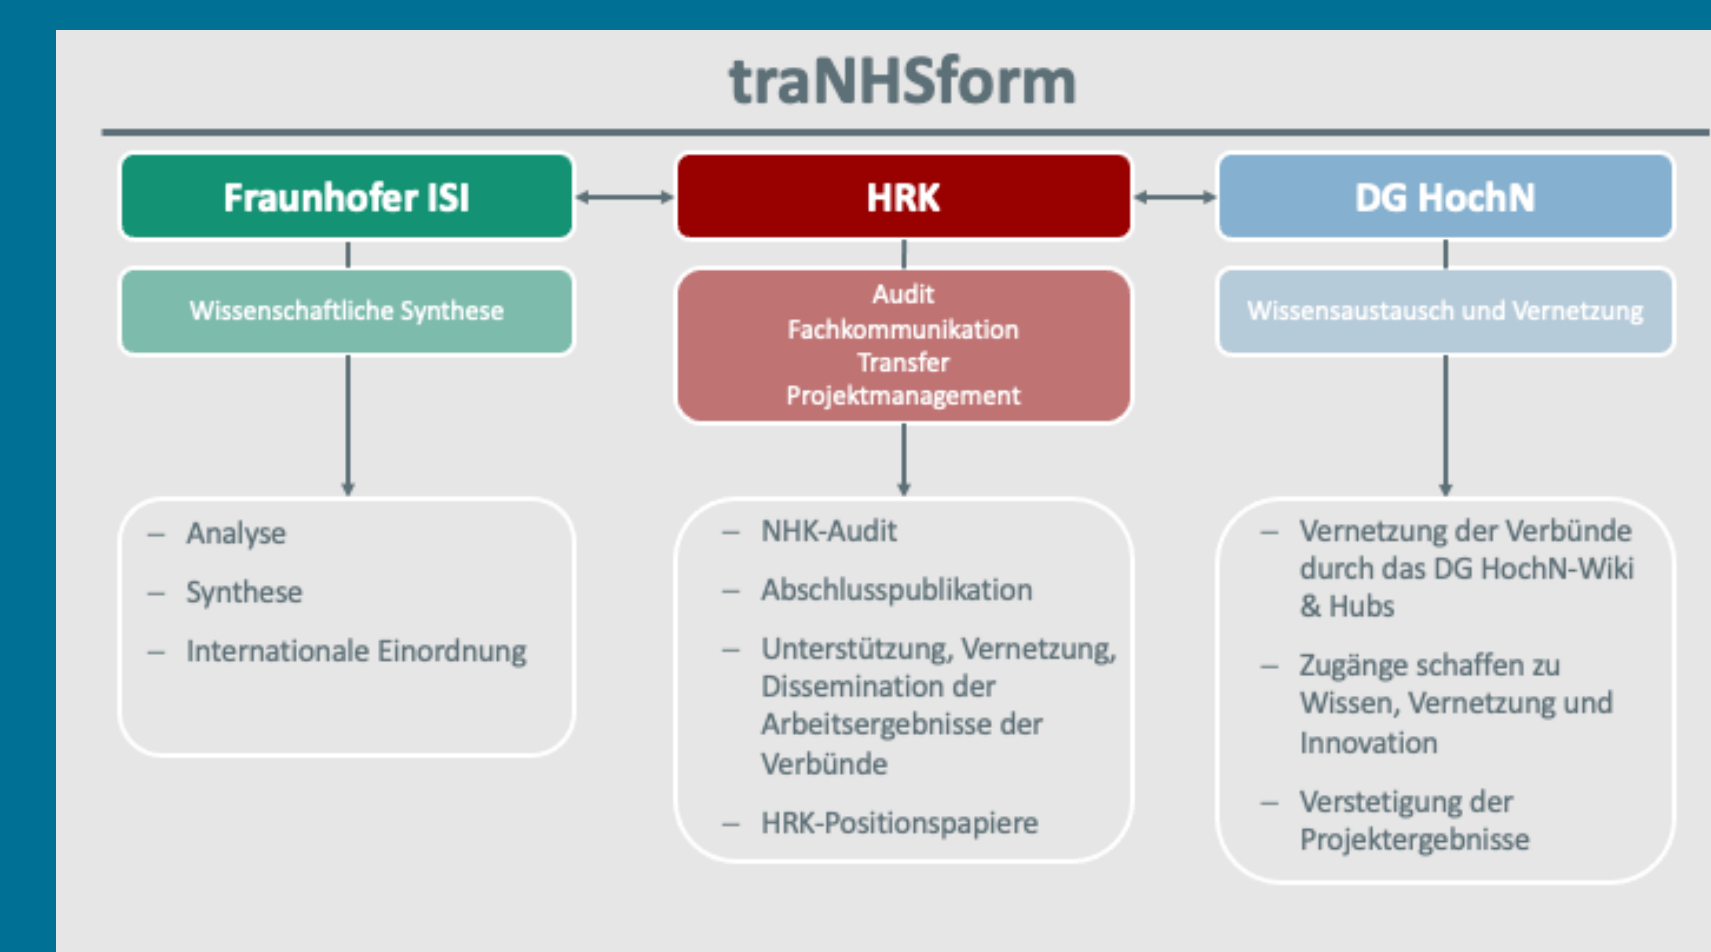 traNHSform
Fraunhofer ISI
HRK
DG HochN
Wissenschaftliche Synthese
Audit
Fachkommunikation
Transfer
Projektmanagement
Wissensaustausch und Vernetzung
– Analyse
– Synthese
– Internationale Einordnung
– NHK-Audit
– Abschlusspublikation
– Unterstützung, Vernetzung,
Dissemination der
Arbeitsergebnisse der
Verbünde
– HRK-Positionspapiere
– Vernetzung der Verbünde
durch das DG HochN-Wiki
& Hubs
– Zugänge schaffen zu
Wissen, Vernetzung und
Innovation
– Verstetigung der
Projektergebnisse